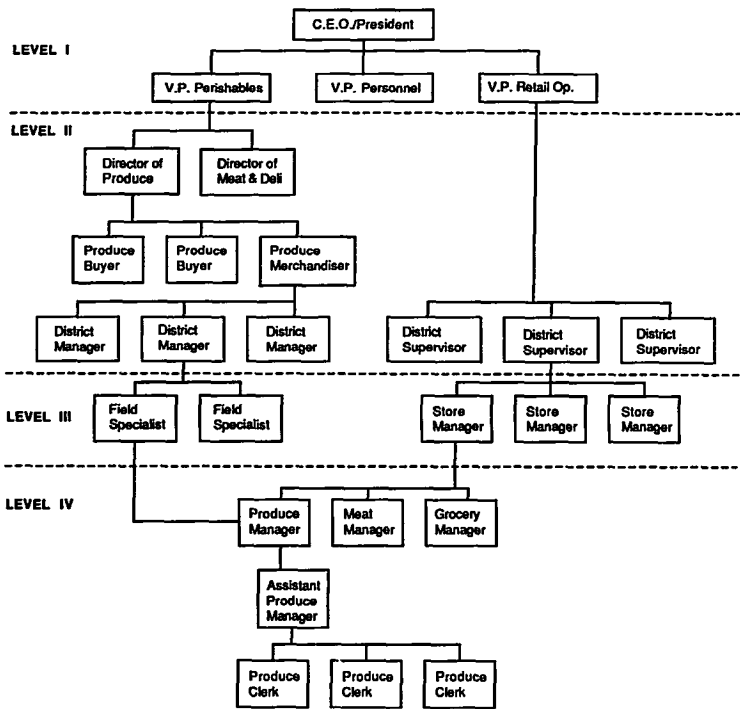 C.E.O./President
LEVEL I
V.P. Perishables
V.P. Personnel
V.P. Retail Op.
LEVEL II
Director of
Produce
Director of
Meat & Deli
Produce
Buyer
Produce
Buyer
Produce
Merchandiser
District
Manager
District
Manager
District
Manager
District
Supervisor
District
Supervisor
District
Supervisor
LEVEL III
Field
Specialist
Field
Specialist
Store
Manager
Store
Manager
Store
Manager
LEVEL IV
Produce
Manager
Meat
Manager
Grocery
Manager
Assistant
Produce
Manager
Produce
Clerk
Produce
Clerk
Produce
Clerk